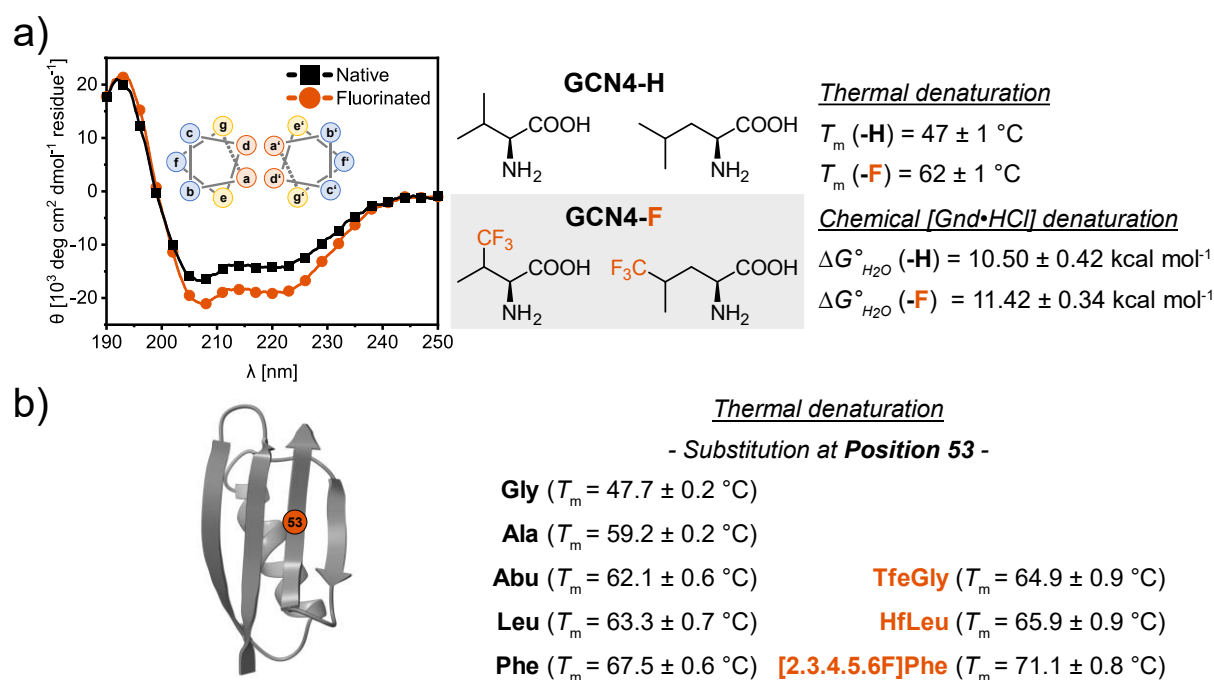 a)
20
10
0
-10
-20
θ [10³ deg cm² dmol⁻¹ residue⁻¹]
190 200 210 220 230 240 250
λ [nm]
Native
Fluorinated
c g d e b f a
a‘ e‘ b‘ f‘ d‘ g‘ c‘
GCN4-H
COOH
NH₂
COOH
NH₂
GCN4-F
CF₃
COOH
NH₂
F₃C
COOH
NH₂
Thermal denaturation
Tₘ (-H) = 47 ± 1 °C
Tₘ (-F) = 62 ± 1 °C
Chemical [Gnd•HCl] denaturation
ΔG°H2O (-H) = 10.50 ± 0.42 kcal mol⁻¹
ΔG°H2O (-F) = 11.42 ± 0.34 kcal mol⁻¹
b)
53
Thermal denaturation
- Substitution at Position 53 -
Gly (Tₘ = 47.7 ± 0.2 °C)
Ala (Tₘ = 59.2 ± 0.2 °C)
Abu (Tₘ = 62.1 ± 0.6 °C) TfeGly (Tₘ = 64.9 ± 0.9 °C)
Leu (Tₘ = 63.3 ± 0.7 °C) HfLeu (Tₘ = 65.9 ± 0.9 °C)
Phe (Tₘ = 67.5 ± 0.6 °C) [2.3.4.5.6F]Phe (Tₘ = 71.1 ± 0.8 °C)